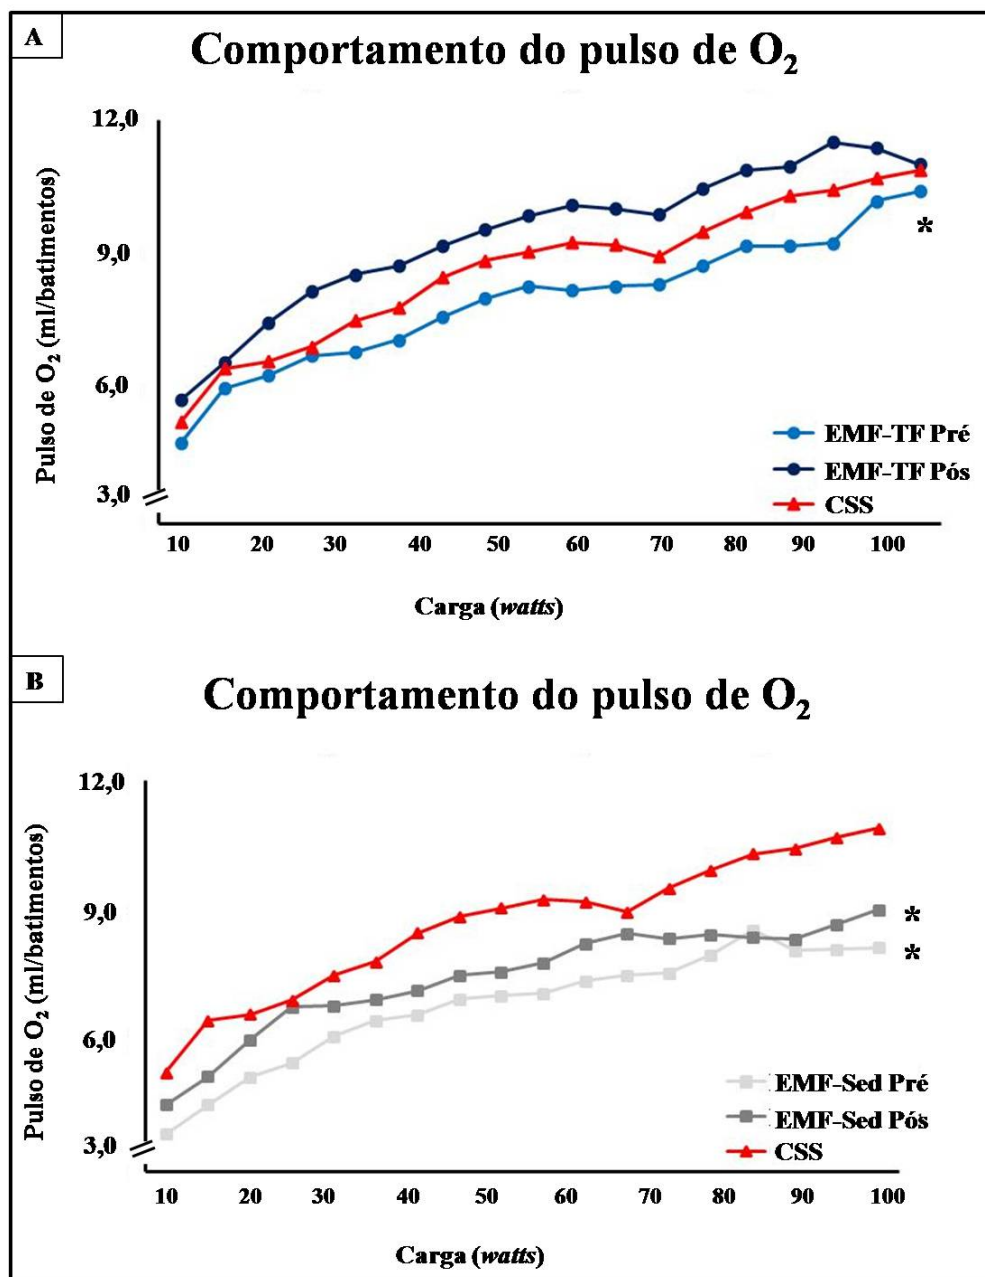 A
Comportamento do pulso de O₂
12,0
9,0
6,0
3,0
Pulso de O₂ (ml/batimentos)
*
EMF-TF Pré
EMF-TF Pós
CSS
10 20 30 40 50 60 70 80 90 100
Carga (watts)
B
Comportamento do pulso de O₂
12,0
9,0
6,0
3,0
Pulso de O₂ (ml/batimentos)
*
*
EMF-Sed Pré
EMF-Sed Pós
CSS
10 20 30 40 50 60 70 80 90 100
Carga (watts)